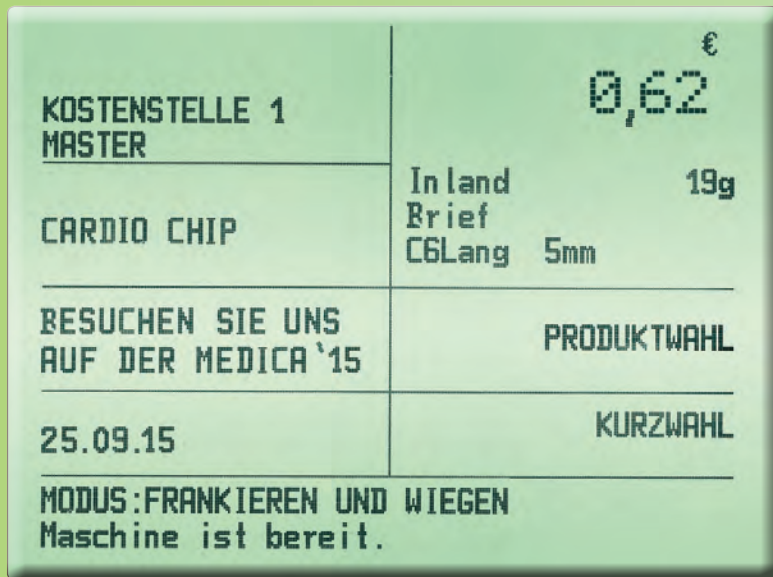 KOSTENSTELLE 1
MASTER
CARDIO CHIP
BESUCHEN SIE UNS
AUF DER MEDICA`15
25.09.15
€
0,62
Inland 19g
Brief
C6Lang 5mm
PRODUKTWAHL
KURZWAHL
MODUS:FRANKIEREN UND WIEGEN
Maschine ist bereit.